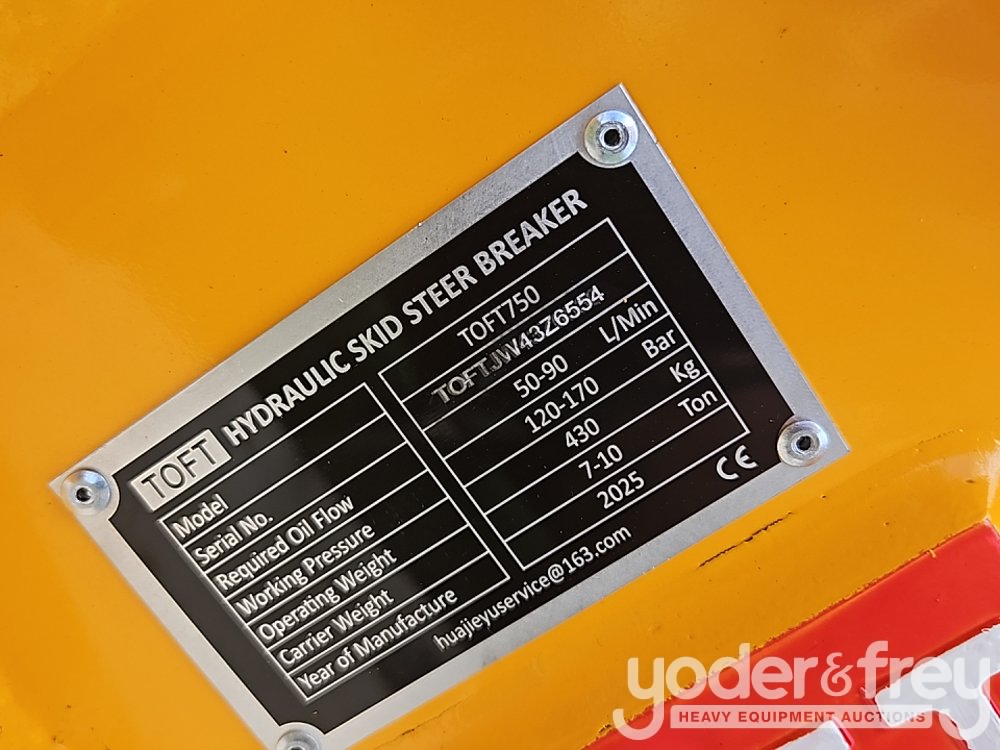 TOFT HYDRAULIC SKID STEER BREAKER
Model TOFT750
Serial No. TOFTJW43Z6554
Required Oil Flow 50-90 L/Min
Working Pressure 120-170 Bar
Operating Weight 430 Kg
Carrier Weight 7-10 Ton
Year of Manufacture 2025
huajieyuservice@163.com CE
yoder&frey
HEAVY EQUIPMENT AUCTIONS